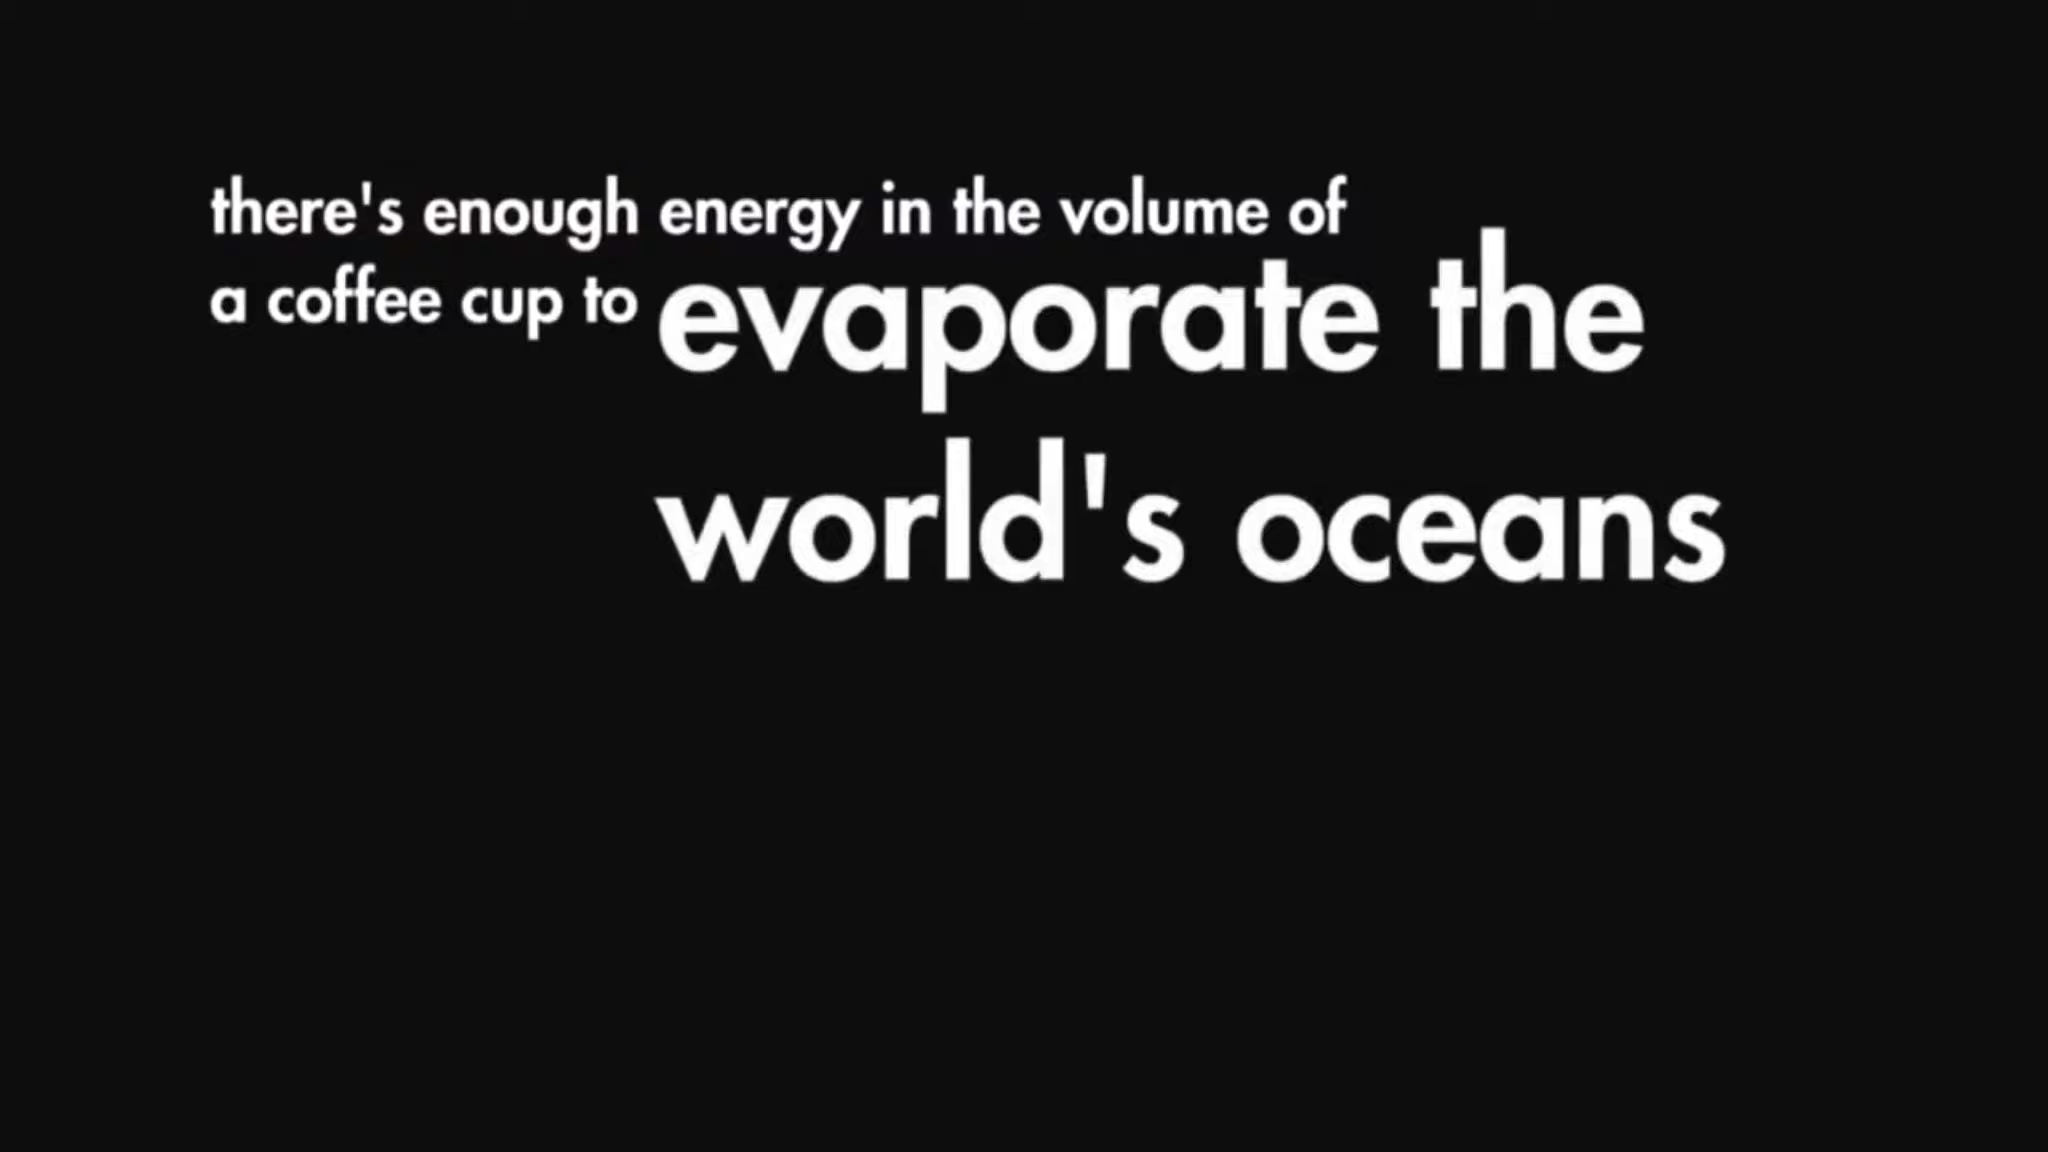 there's enough energy in the volume of
a coffee cup to evaporate the
world's oceans